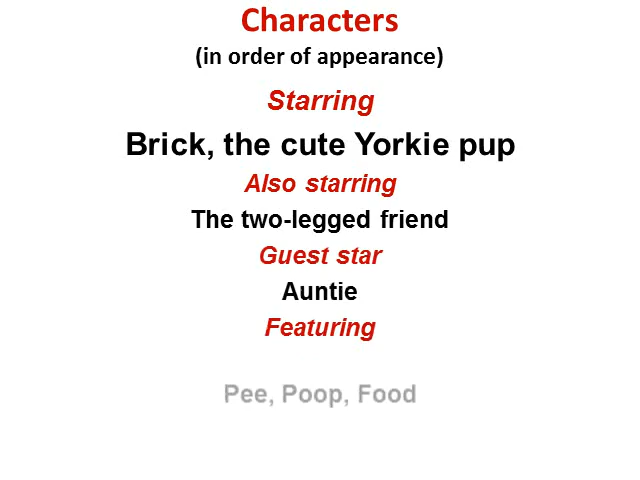 Characters
(in order of appearance)
Starring
Brick, the cute Yorkie pup
Also starring
The two-legged friend
Guest star
Auntie
Featuring
Pee, Poop, Food